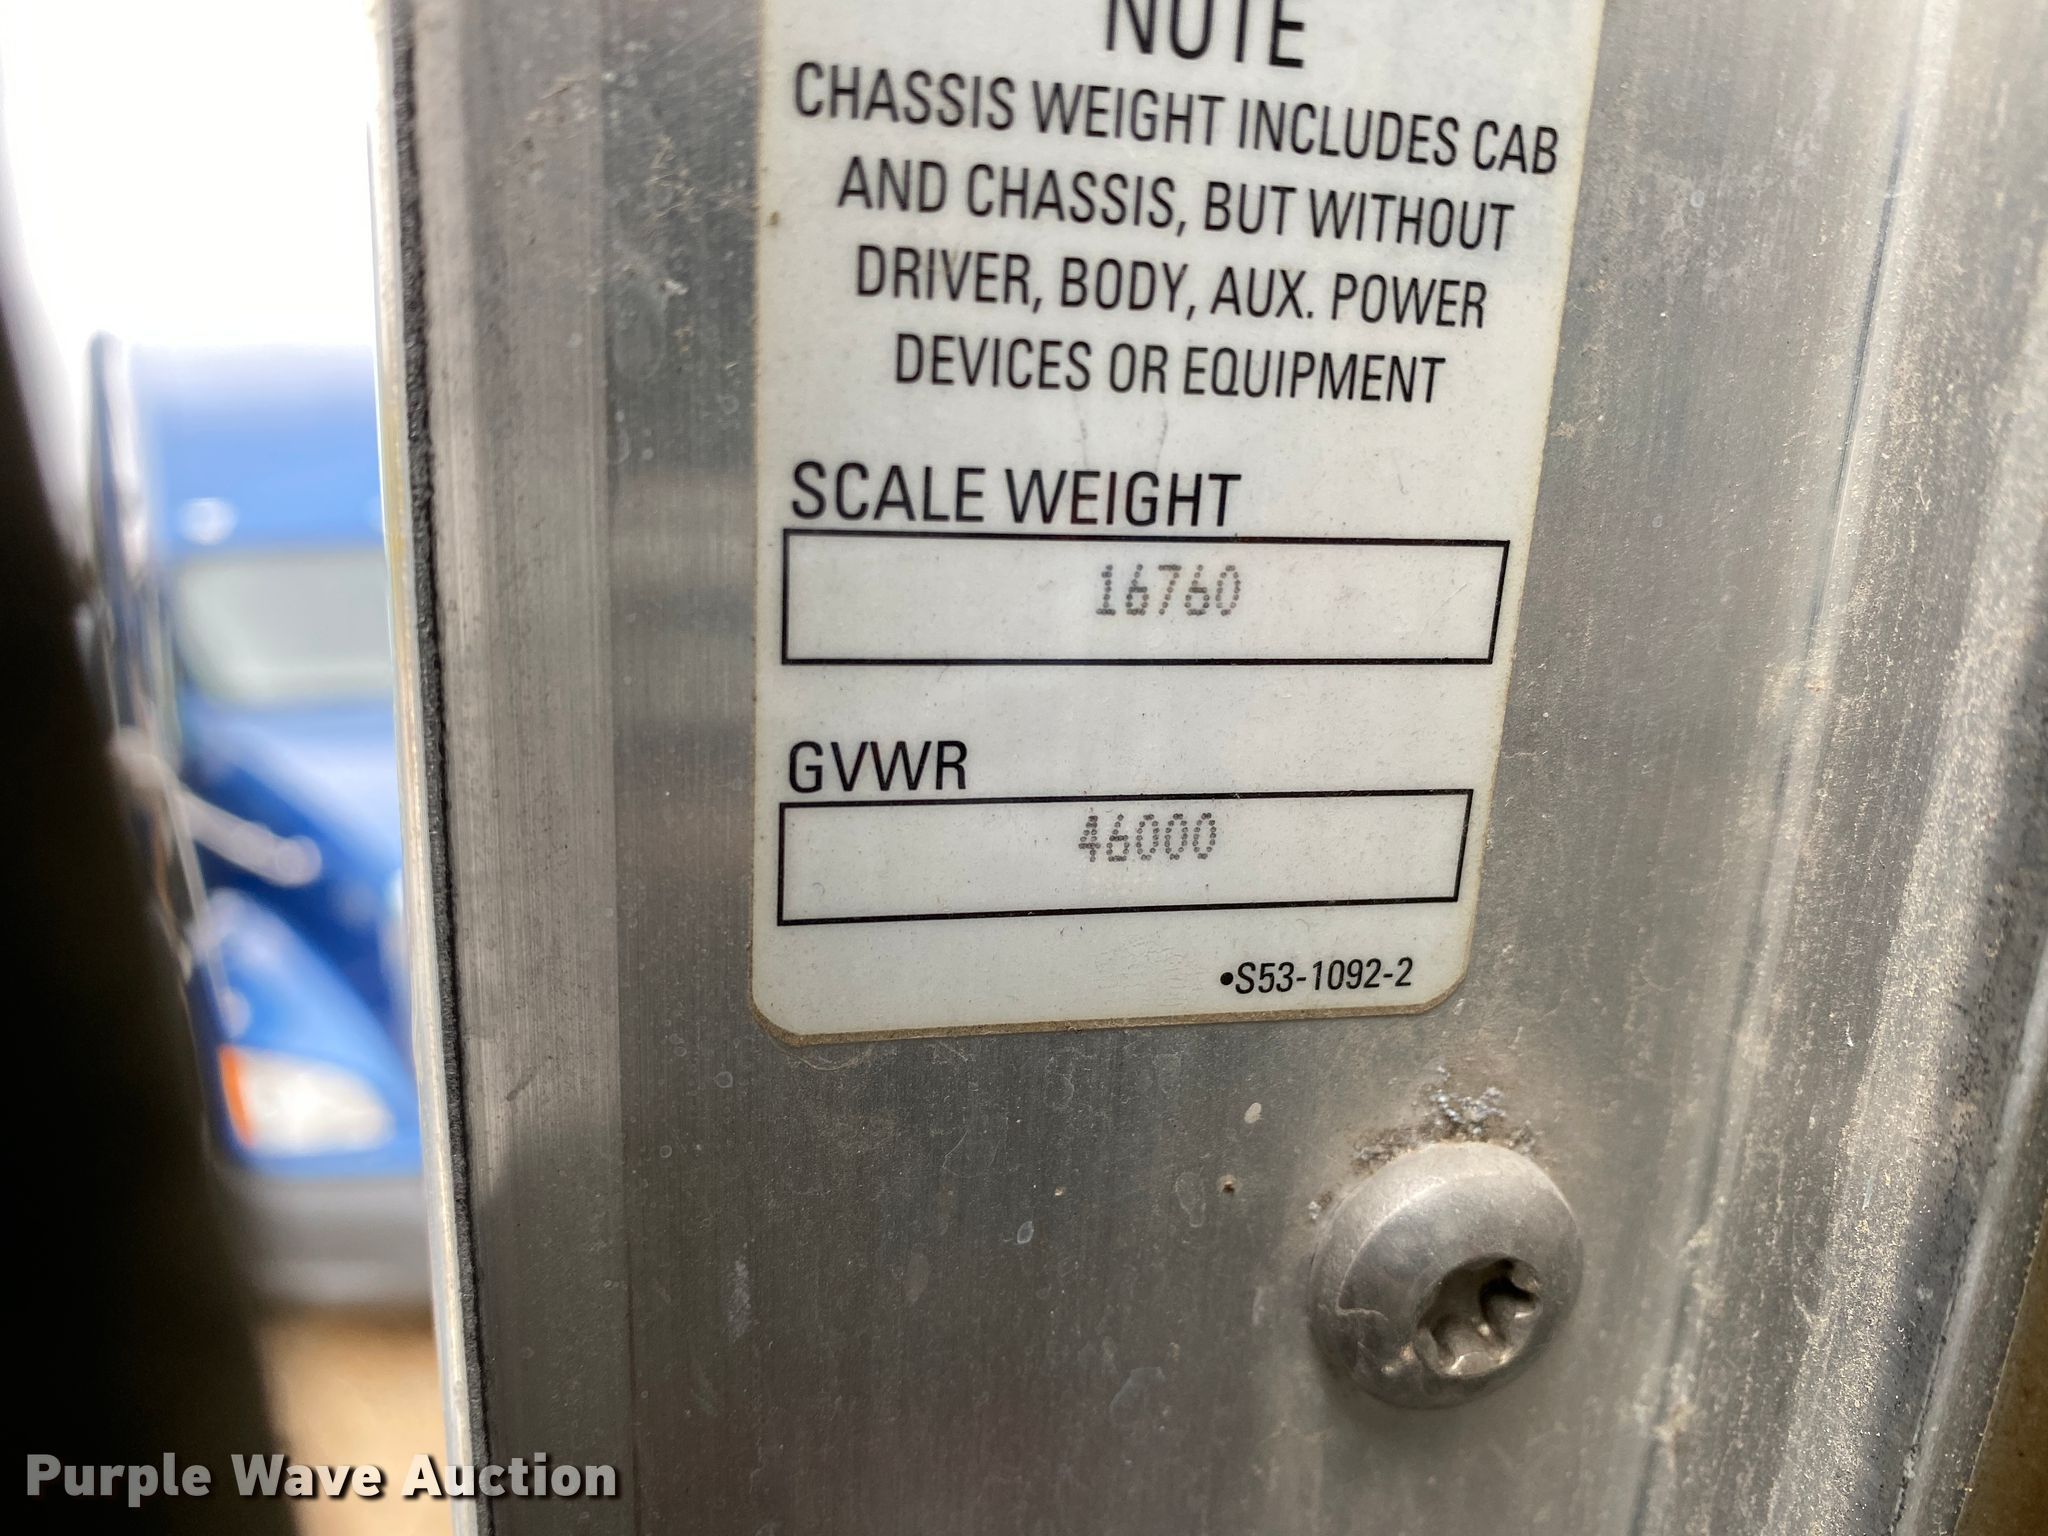 NOTE
CHASSIS WEIGHT INCLUDES CAB
AND CHASSIS, BUT WITHOUT
DRIVER, BODY, AUX. POWER
DEVICES OR EQUIPMENT
SCALE WEIGHT
16760
GVWR
46000
•S53-1092-2
Purple Wave Auction